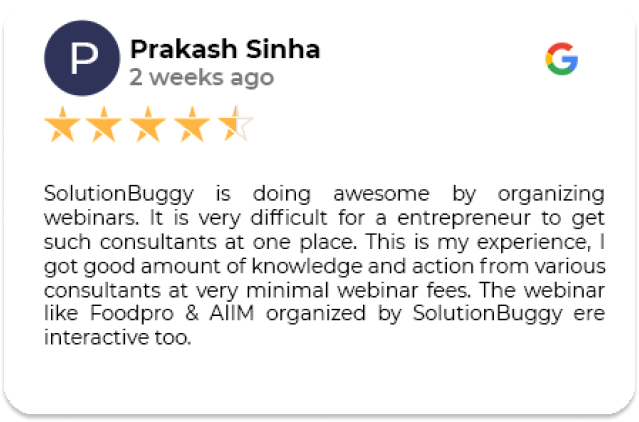 P
Prakash Sinha
2 weeks ago
G
SolutionBuggy is doing awesome by organizing
webinars. It is very difficult for a entrepreneur to get
such consultants at one place. This is my experience, I
got good amount of knowledge and action from various
consultants at very minimal webinar fees. The webinar
like Foodpro & AIIM organized by SolutionBuggy ere
interactive too.